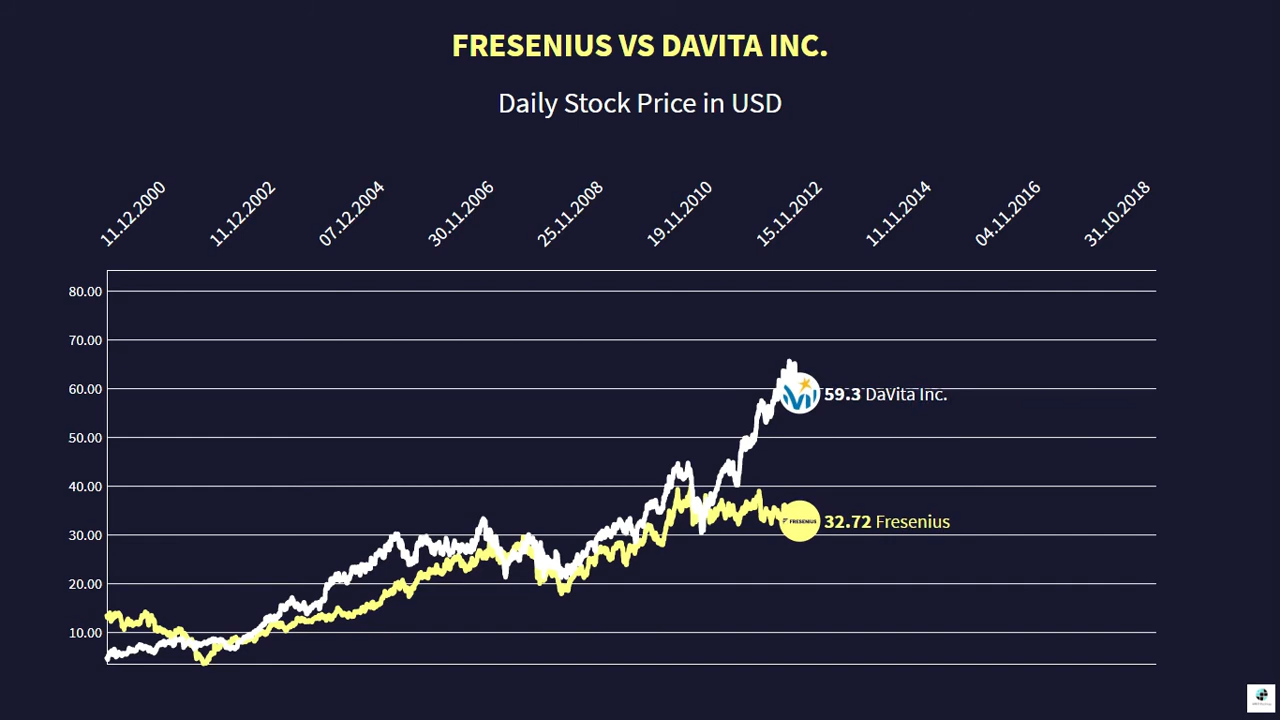 FRESENIUS VS DAVITA INC.
Daily Stock Price in USD
11.12.2000 11.12.2002 07.12.2004 30.11.2006 25.11.2008 19.11.2010 15.11.2012 11.11.2014 04.11.2016 31.10.2018
80.00
70.00
60.00
59.3 DaVita Inc.
50.00
40.00
32.72 Fresenius
FRESENIUS
30.00
20.00
10.00